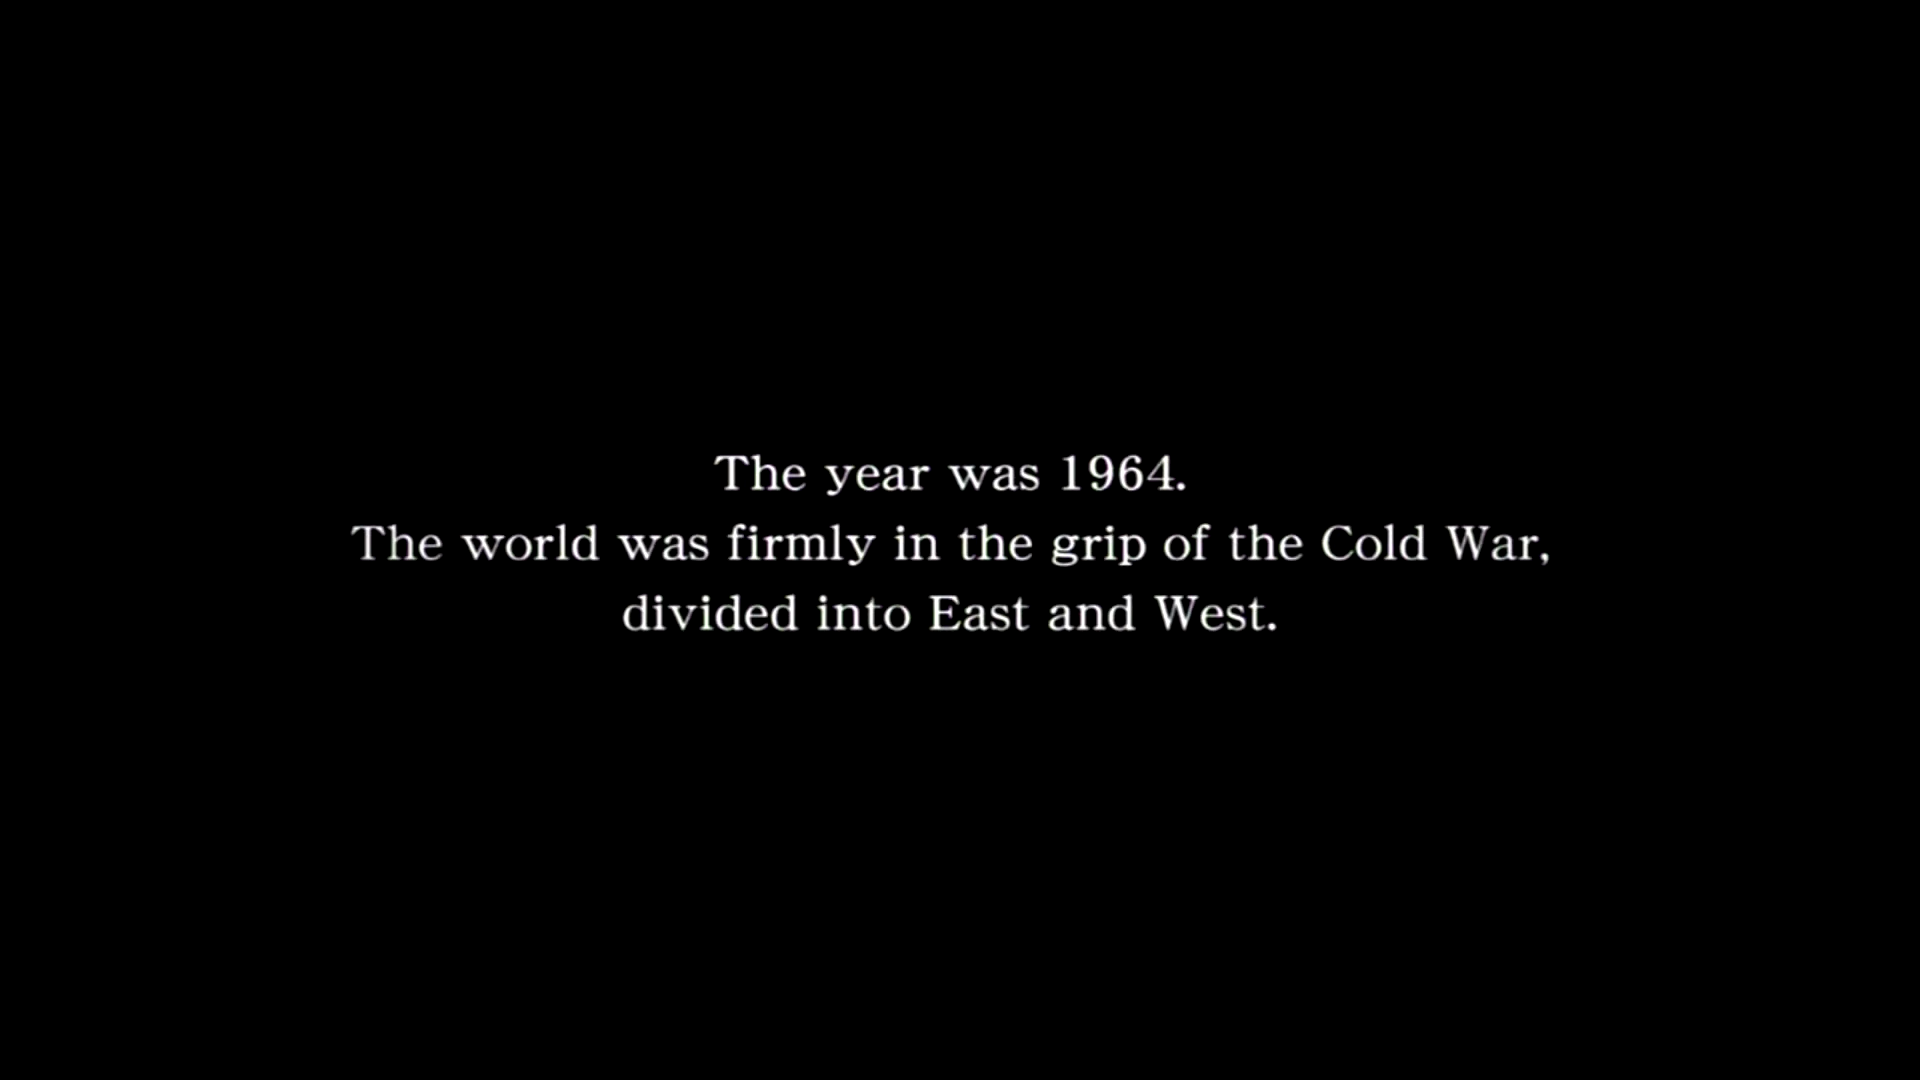 The year was 1964.
The world was firmly in the grip of the Cold War,
divided into East and West.